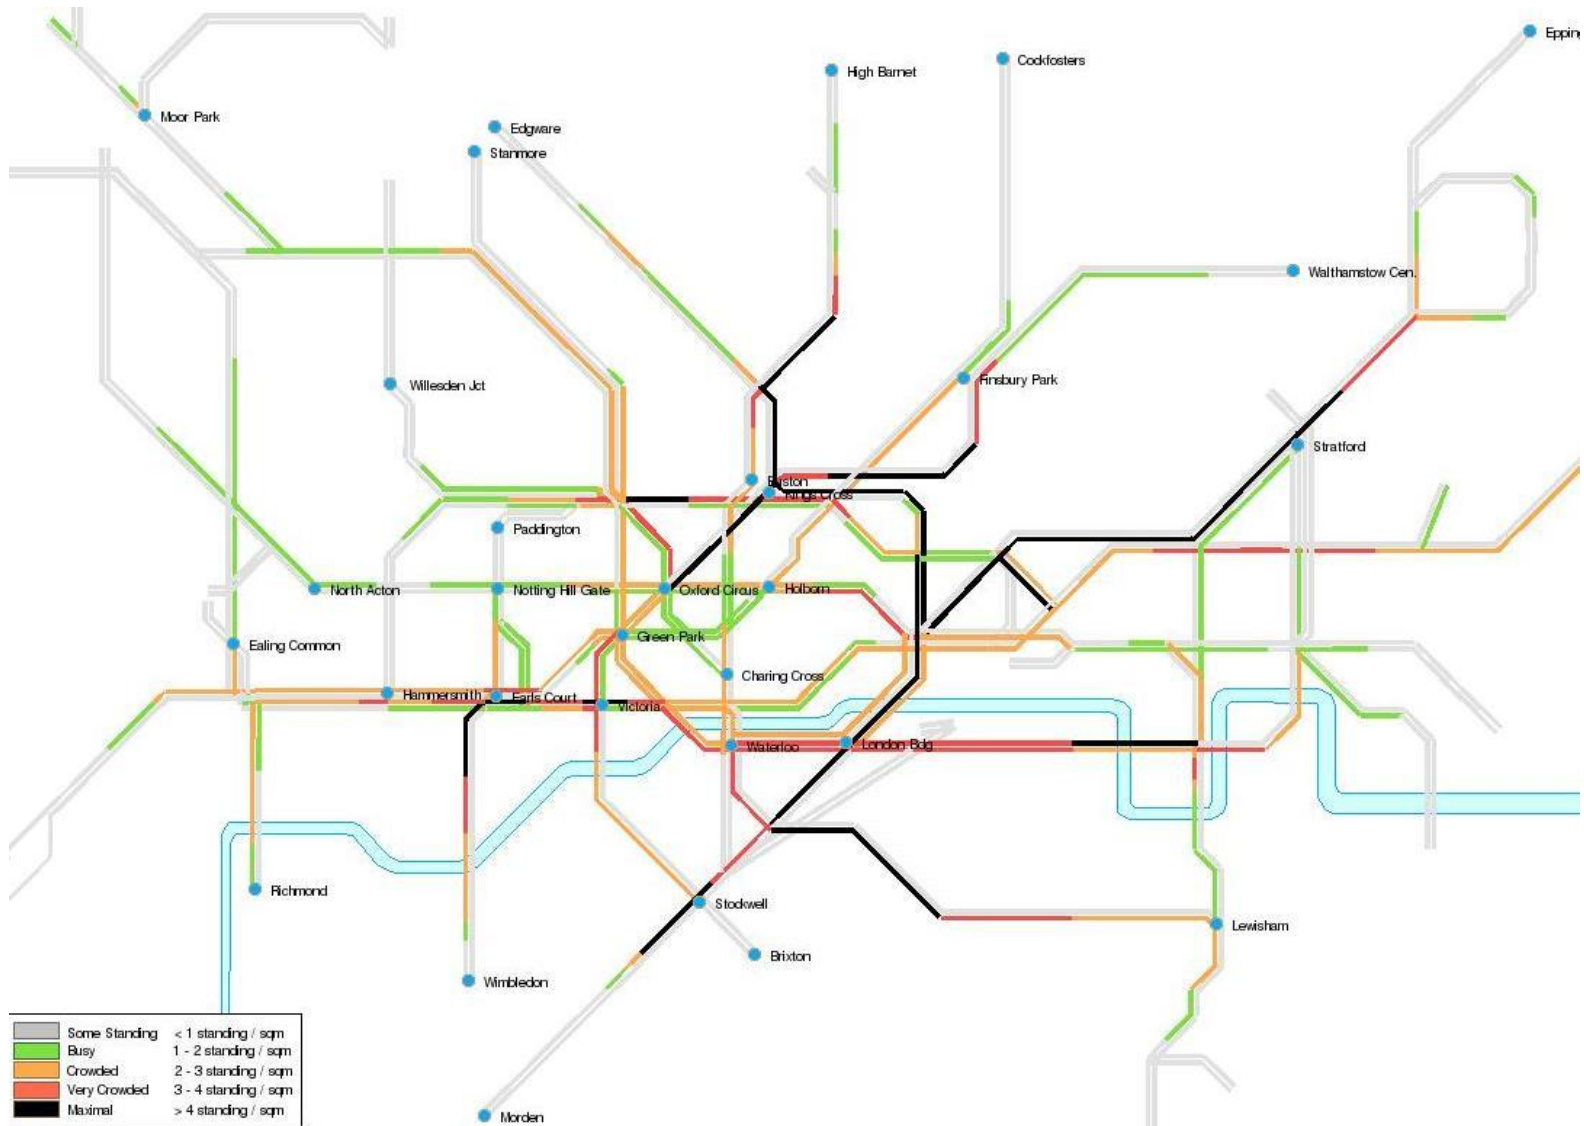 Epping
Cockfosters
High Barnet
Moor Park
Edgware
Stanmore
Walthamstow Cen.
Finsbury Park
Willesden Jct
Stratford
Euston
Kings Cross
Paddington
North Acton
Notting Hill Gate
Oxford Circus
Holborn
Green Park
Ealing Common
Charing Cross
Hammersmith
Earls Court
Victoria
Waterloo
London Bdg
Richmond
Stockwell
Lewisham
Brixton
Wimbledon
Morden
Some Standing < 1 standing / sqm
Busy 1 - 2 standing / sqm
Crowded 2 - 3 standing / sqm
Very Crowded 3 - 4 standing / sqm
Maximal > 4 standing / sqm